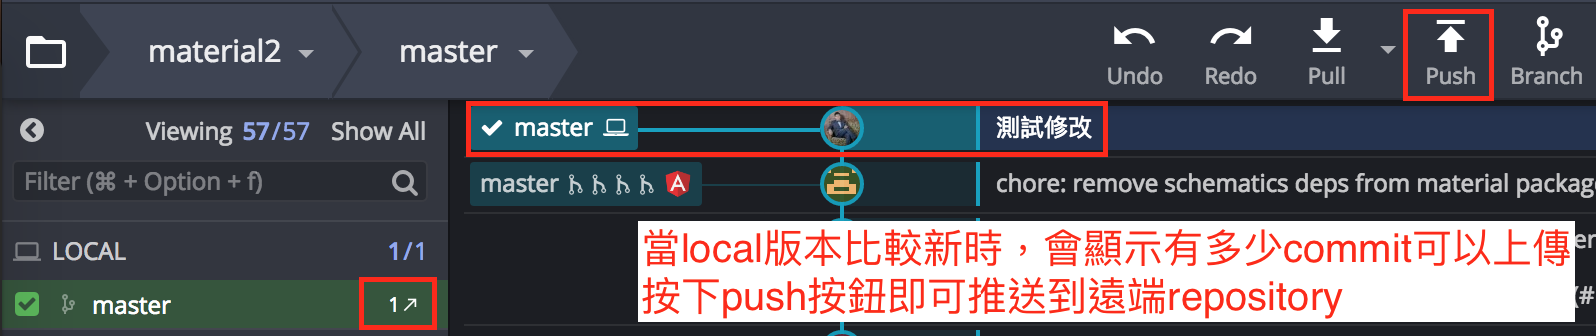 material2
master
Undo
Redo
Pull
Push
Branch
Viewing 57/57 Show All
Filter (⌘ + Option + f)
LOCAL 1/1
master 1↗
master 測試修改
master chore: remove schematics deps from material packag
當local版本比較新時，會顯示有多少commit可以上傳
按下push按鈕即可推送到遠端repository
(#